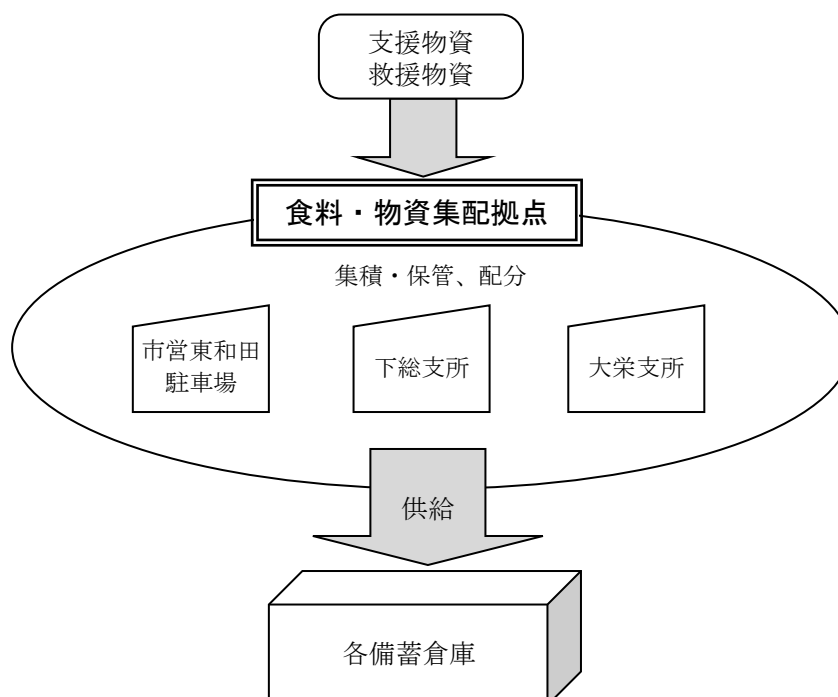 支援物資
救援物資
食料・物資集配拠点
集積・保管、配分
市営東和田
駐車場
下総支所
大栄支所
供給
各備蓄倉庫